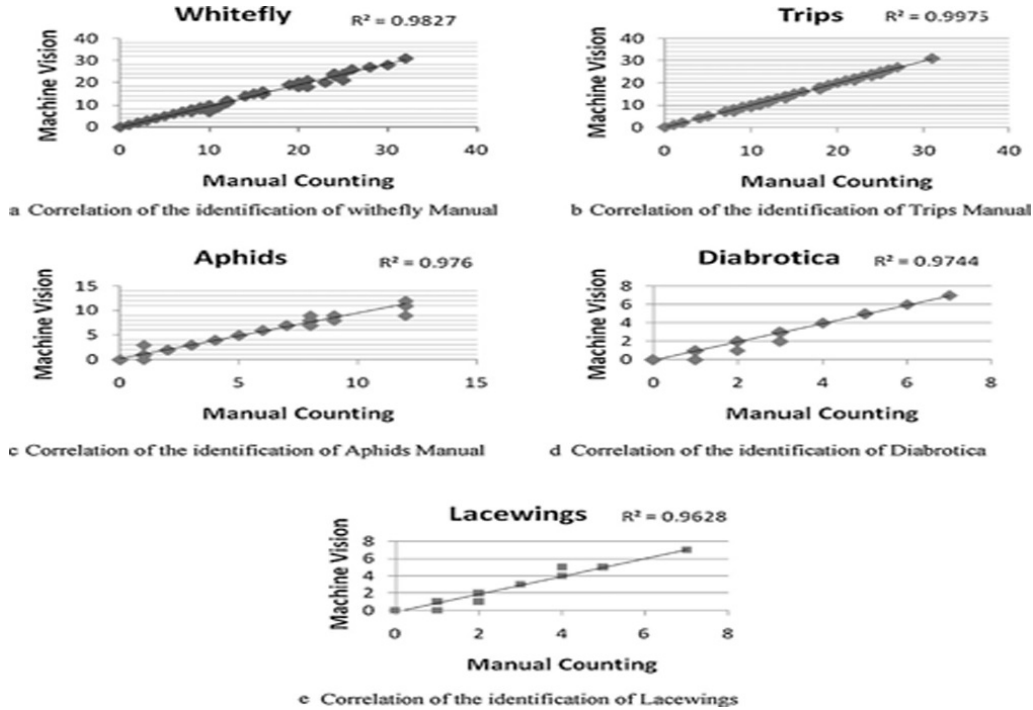 Whitefly
R² = 0.9827
Machine Vision
40
30
20
10
0
0 10 20 30 40
Manual Counting
a Correlation of the identification of withefly Manual
Trips
R² = 0.9975
Machine Vision
40
30
20
10
0
0 10 20 30 40
Manual Counting
b Correlation of the identification of Trips Manual
Aphids
R² = 0.976
Machine Vision
15
10
5
0
0 5 10 15
Manual Counting
c Correlation of the identification of Aphids Manual
Diabrotica
R² = 0.9744
Machine Vision
8
6
4
2
0
0 2 4 6 8
Manual Counting
d Correlation of the identification of Diabrotica
Lacewings
R² = 0.9628
Machine Vision
8
6
4
2
0
0 2 4 6 8
Manual Counting
e Correlation of the identification of Lacewings